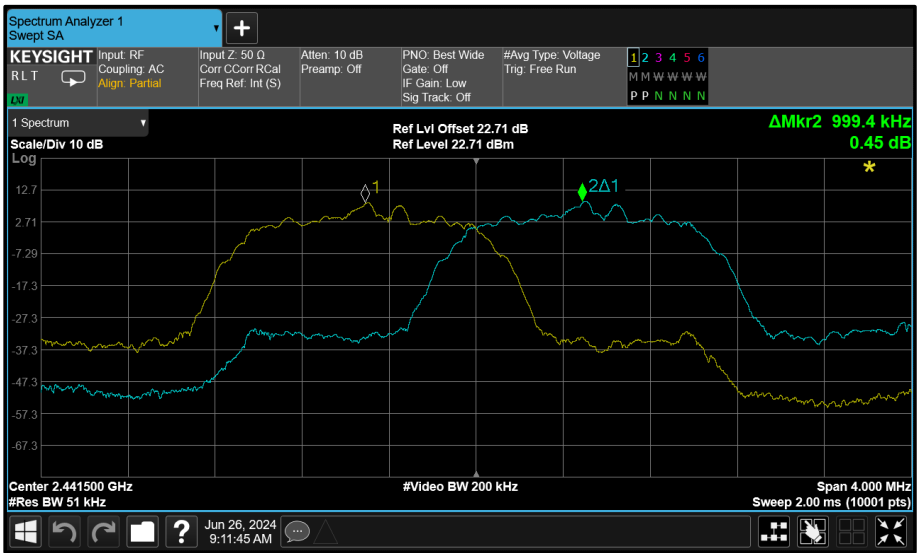 Spectrum Analyzer 1
Swept SA
+
KEYSIGHT
RLT
LXI
Input: RF
Coupling: AC
Align: Partial
Input Z: 50 Ω
Corr CCorr RCal
Freq Ref: Int (S)
Atten: 10 dB
Preamp: Off
PNO: Best Wide
Gate: Off
IF Gain: Low
Sig Track: Off
#Avg Type: Voltage
Trig: Free Run
1 2 3 4 5 6
M M W W W W
P P N N N N
1 Spectrum
Scale/Div 10 dB
Ref Lvl Offset 22.71 dB
Ref Level 22.71 dBm
ΔMkr2 999.4 kHz
0.45 dB
*
Log
1
2Δ1
12.7
2.71
-7.29
-17.3
-27.3
-37.3
-47.3
-57.3
-67.3
Center 2.441500 GHz
#Video BW 200 kHz
Span 4.000 MHz
#Res BW 51 kHz
Sweep 2.00 ms (10001 pts)
?
Jun 26, 2024
9:11:45 AM